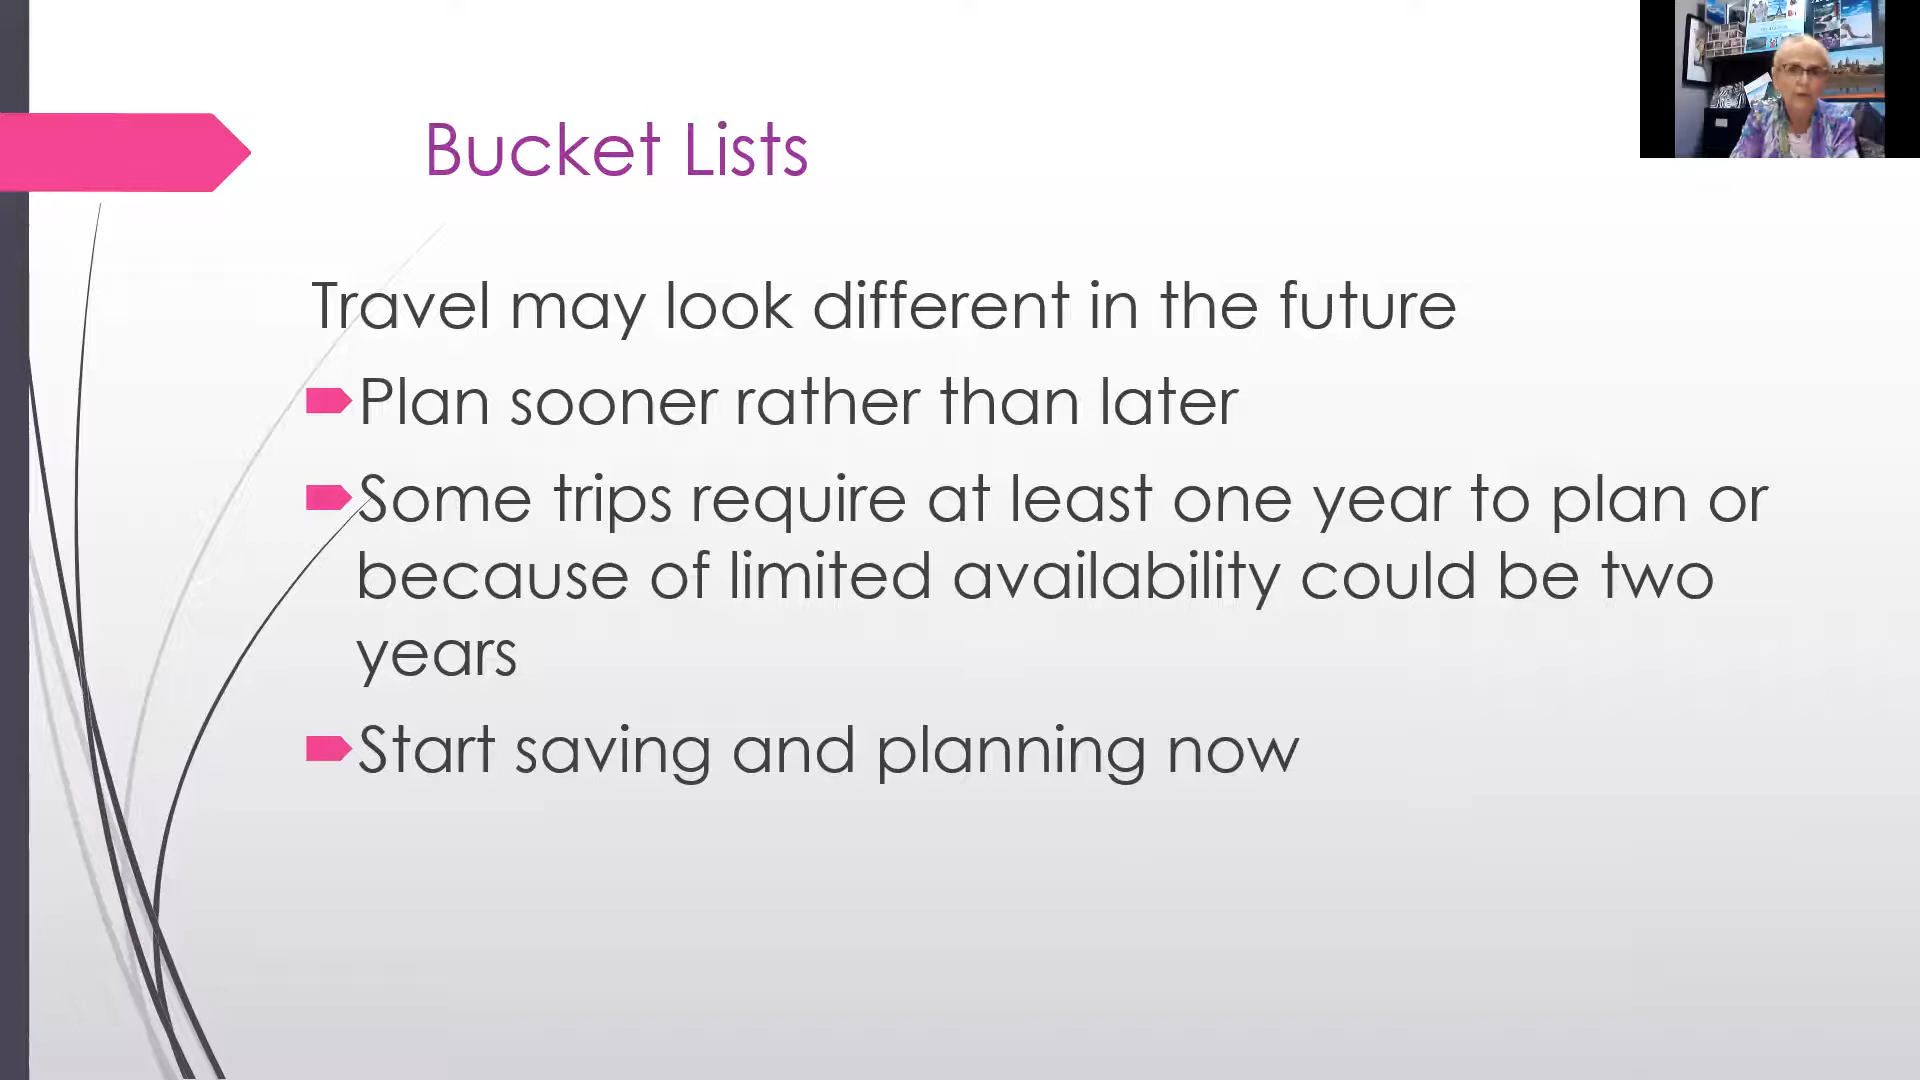 Bucket Lists
Travel may look different in the future
Plan sooner rather than later
Some trips require at least one year to plan or
because of limited availability could be two
years
Start saving and planning now